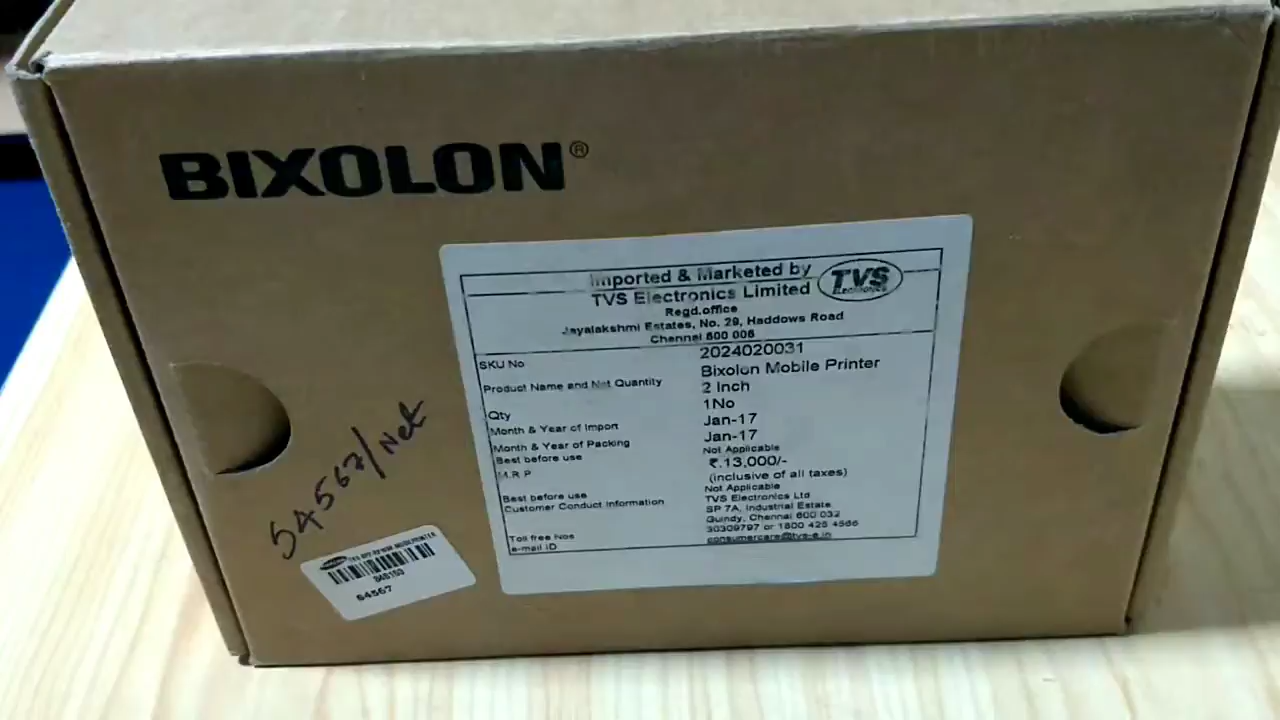 BIXOLON®
Imported & Marketed by
TVS Electronics Limited
TVS
ELECTRONICS
Regd.office
Jayalakshmi Estates, No. 29, Haddows Road
Chennai 600 006
SKU No 2024020031
Product Name and Net Quantity Bixolon Mobile Printer
2 Inch
Qty 1No
Month & Year of Import Jan-17
Month & Year of Packing Jan-17
Best before use Not Applicable
M.R.P ₹.13,000/-
(inclusive of all taxes)
Best before use Not Applicable
Customer Conduct Information TVS Electronics Ltd
SP 7A, Industrial Estate
Guindy, Chennai 600 032
Toll free Nos 30309797 or 1800 425 4566
e-mail iD consumercare@tvs-e.in
54567/Net
TVS
54567